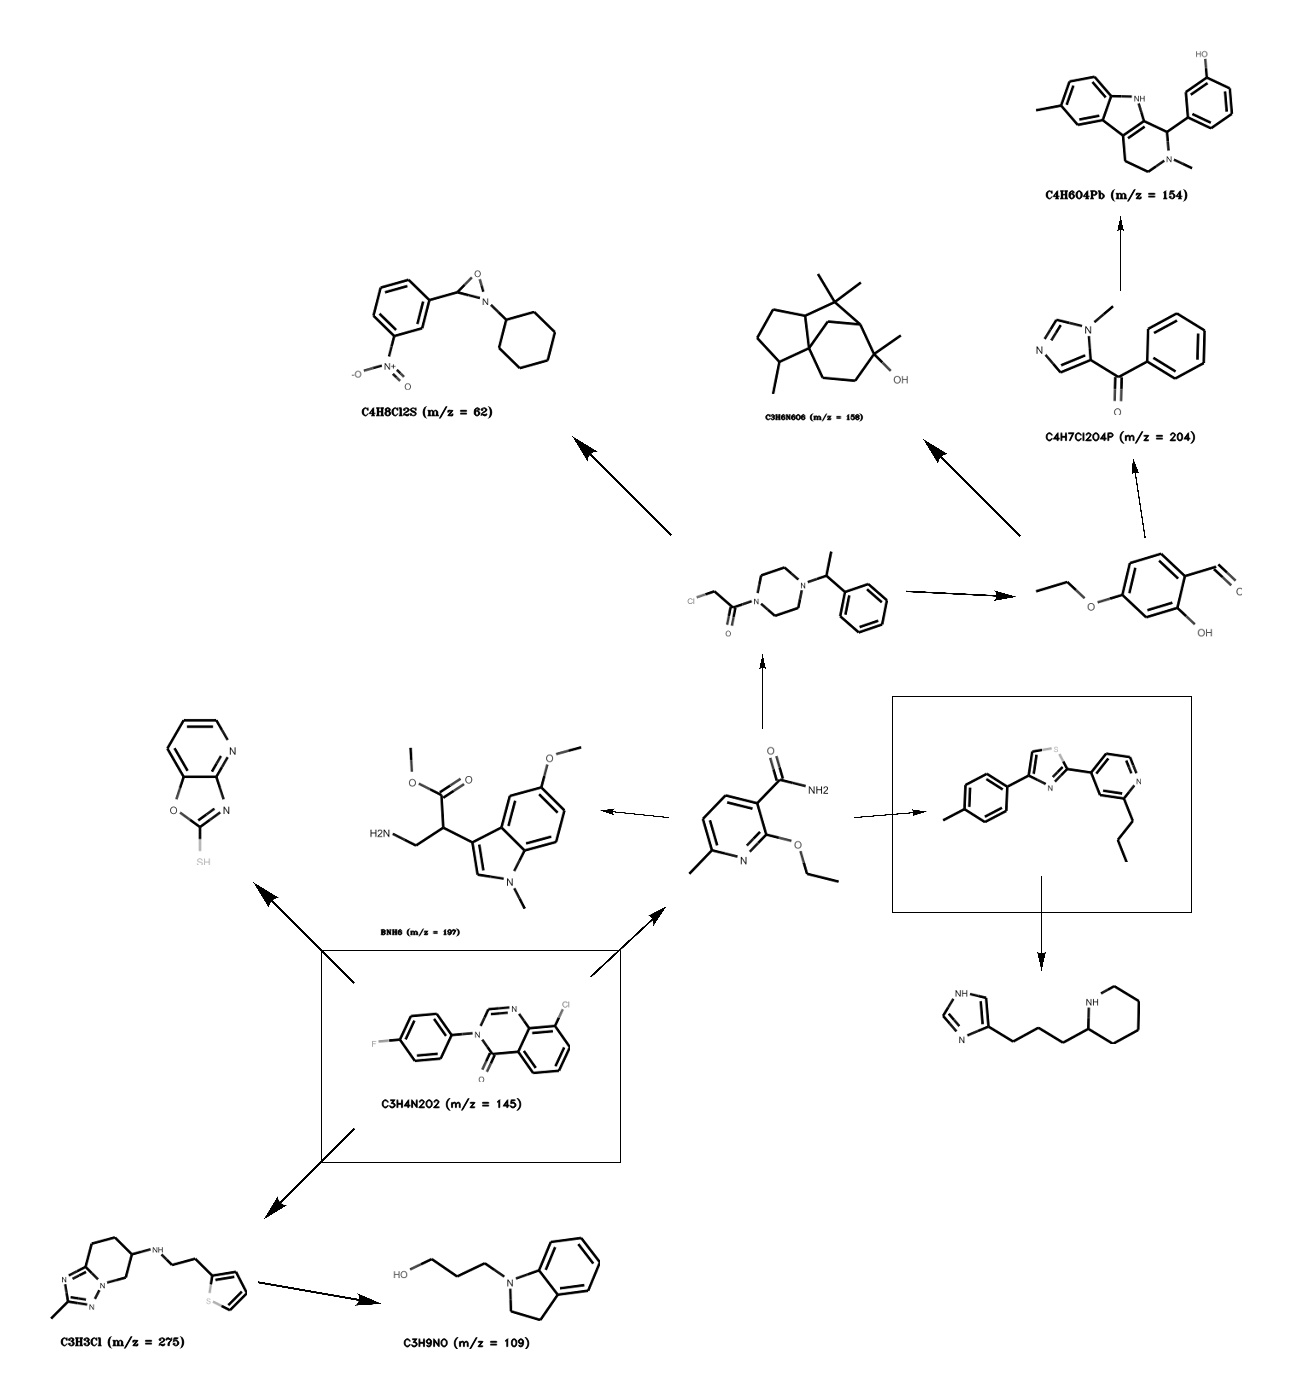 HO
NH
N
C4H6O4Pb (m/z = 154)
O
N
N+
-O
O
C4H8Cl2S (m/z = 62)
OH
C3H6N6O6 (m/z = 158)
N
N
O
C4H7Cl2O4P (m/z = 204)
Cl
O
N
N
O
O
OH
N
O
N
SH
O
O
O
H2N
N
BNH6 (m/z = 197)
O
NH2
N
O
S
N
N
F
N
N
O
Cl
C3H4N2O2 (m/z = 145)
NH
N
NH
N
N
N
NH
S
C3H3Cl (m/z = 275)
HO
N
C3H9NO (m/z = 109)